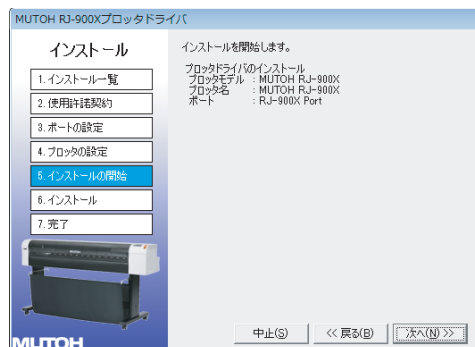 MUTOH RJ-900Xプロッタドライバ
インストール
1.インストール一覧
2.使用許諾契約
3.ポートの設定
4.プロッタの設定
5.インストールの開始
6.インストール
7.完了
MUTOH
インストールを開始します。
プロッタドライバのインストール
プロッタモデル : MUTOH RJ-900X
プロッタ名 : MUTOH RJ-900X
ポート : RJ-900X Port
中止(S)
<< 戻る(B)
次へ(N) >>